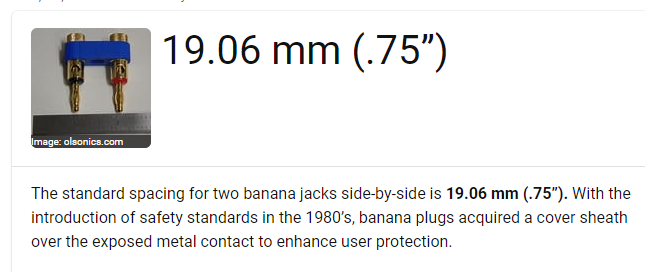 19.06 mm (.75”)
Image: olsonics.com
The standard spacing for two banana jacks side-by-side is 19.06 mm (.75”). With the
introduction of safety standards in the 1980’s, banana plugs acquired a cover sheath
over the exposed metal contact to enhance user protection.